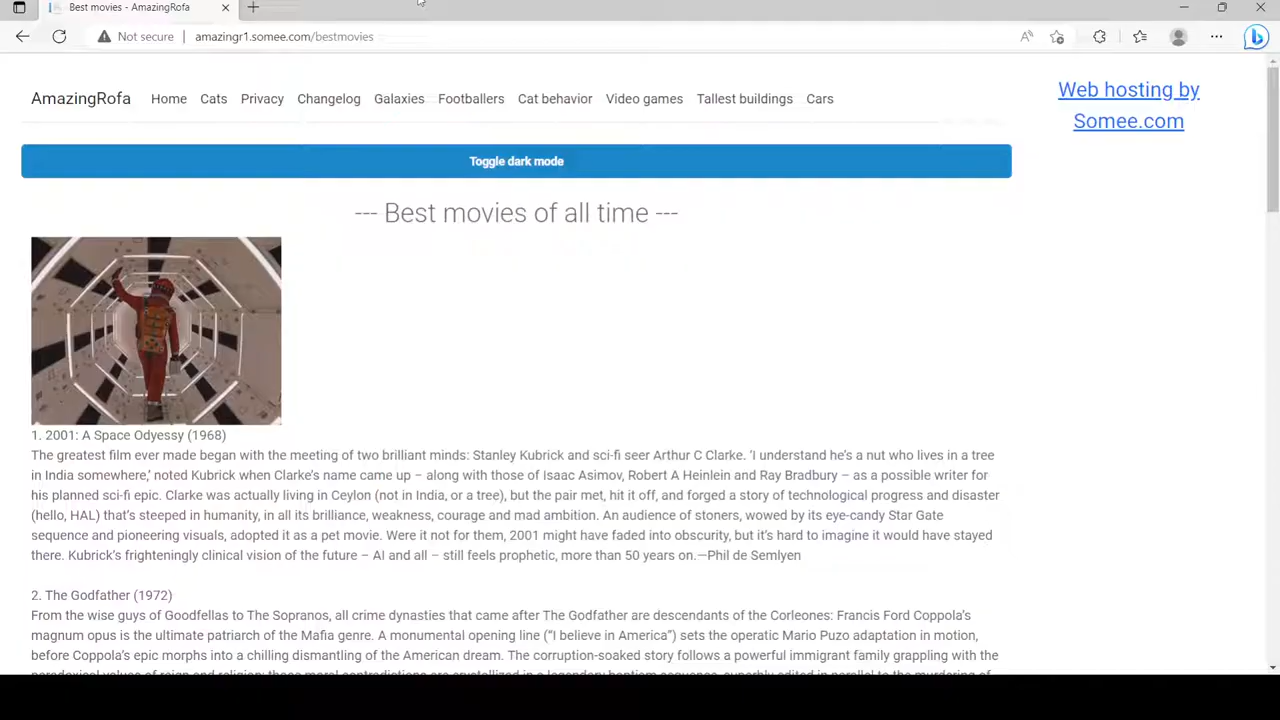 Best movies - AmazingRofa
Not secure
amazingr1.somee.com/bestmovies
AmazingRofa Home Cats Privacy Changelog Galaxies Footballers Cat behavior Video games Tallest buildings Cars
Web hosting by
Somee.com
Toggle dark mode
--- Best movies of all time ---
1. 2001: A Space Odyessy (1968)
The greatest film ever made began with the meeting of two brilliant minds: Stanley Kubrick and sci-fi seer Arthur C Clarke. ‘I understand he’s a nut who lives in a tree
in India somewhere,’ noted Kubrick when Clarke’s name came up – along with those of Isaac Asimov, Robert A Heinlein and Ray Bradbury – as a possible writer for
his planned sci-fi epic. Clarke was actually living in Ceylon (not in India, or a tree), but the pair met, hit it off, and forged a story of technological progress and disaster
(hello, HAL) that’s steeped in humanity, in all its brilliance, weakness, courage and mad ambition. An audience of stoners, wowed by its eye-candy Star Gate
sequence and pioneering visuals, adopted it as a pet movie. Were it not for them, 2001 might have faded into obscurity, but it’s hard to imagine it would have stayed
there. Kubrick’s frighteningly clinical vision of the future – AI and all – still feels prophetic, more than 50 years on.—Phil de Semlyen
2. The Godfather (1972)
From the wise guys of Goodfellas to The Sopranos, all crime dynasties that came after The Godfather are descendants of the Corleones: Francis Ford Coppola’s
magnum opus is the ultimate patriarch of the Mafia genre. A monumental opening line (“I believe in America”) sets the operatic Mario Puzo adaptation in motion,
before Coppola’s epic morphs into a chilling dismantling of the American dream. The corruption-soaked story follows a powerful immigrant family grappling with the